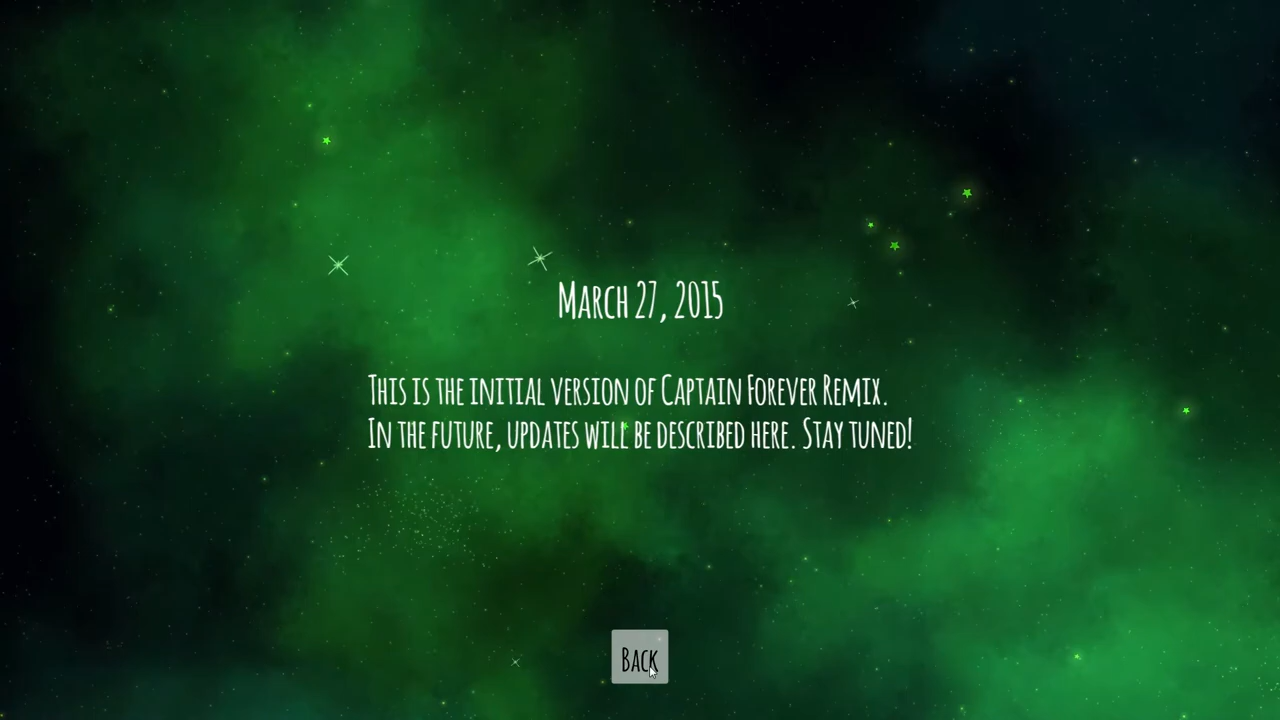 March 27, 2015
This is the initial version of Captain Forever Remix.
In the future, updates will be described here. Stay tuned!
Back